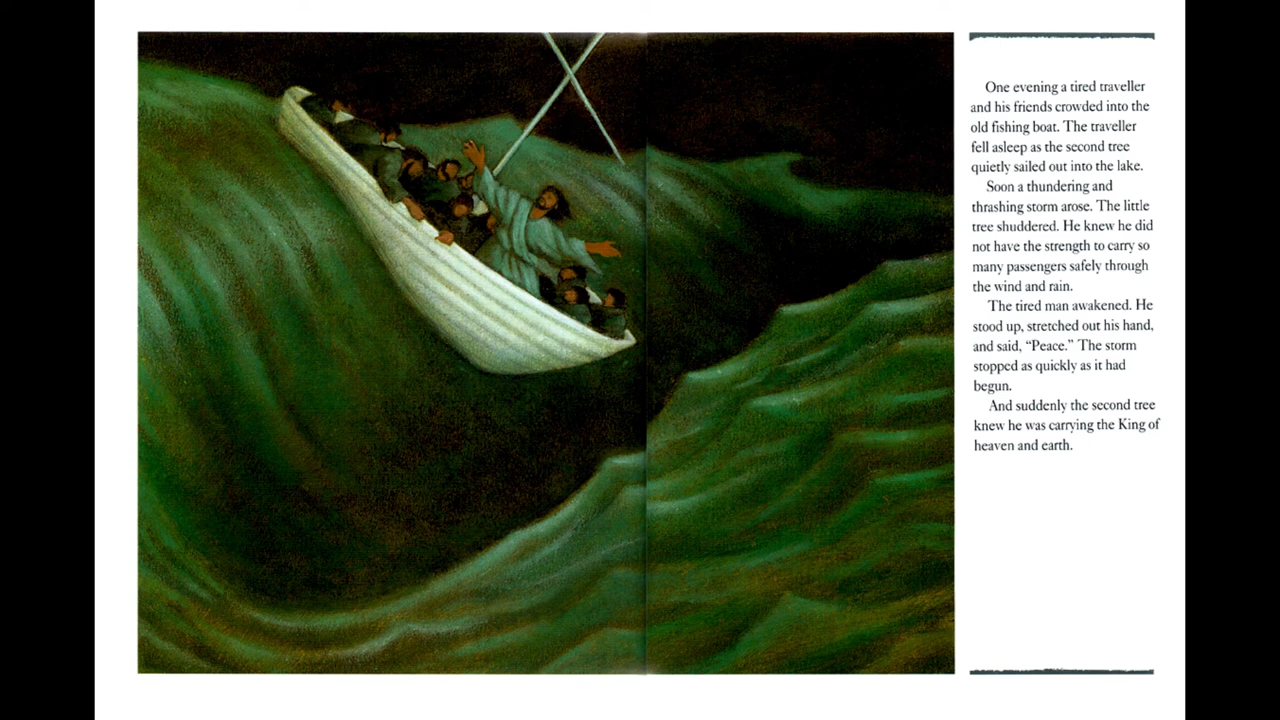 One evening a tired traveller
and his friends crowded into the
old fishing boat. The traveller
fell asleep as the second tree
quietly sailed out into the lake.
Soon a thundering and
thrashing storm arose. The little
tree shuddered. He knew he did
not have the strength to carry so
many passengers safely through
the wind and rain.
The tired man awakened. He
stood up, stretched out his hand,
and said, “Peace.” The storm
stopped as quickly as it had
begun.
And suddenly the second tree
knew he was carrying the King of
heaven and earth.